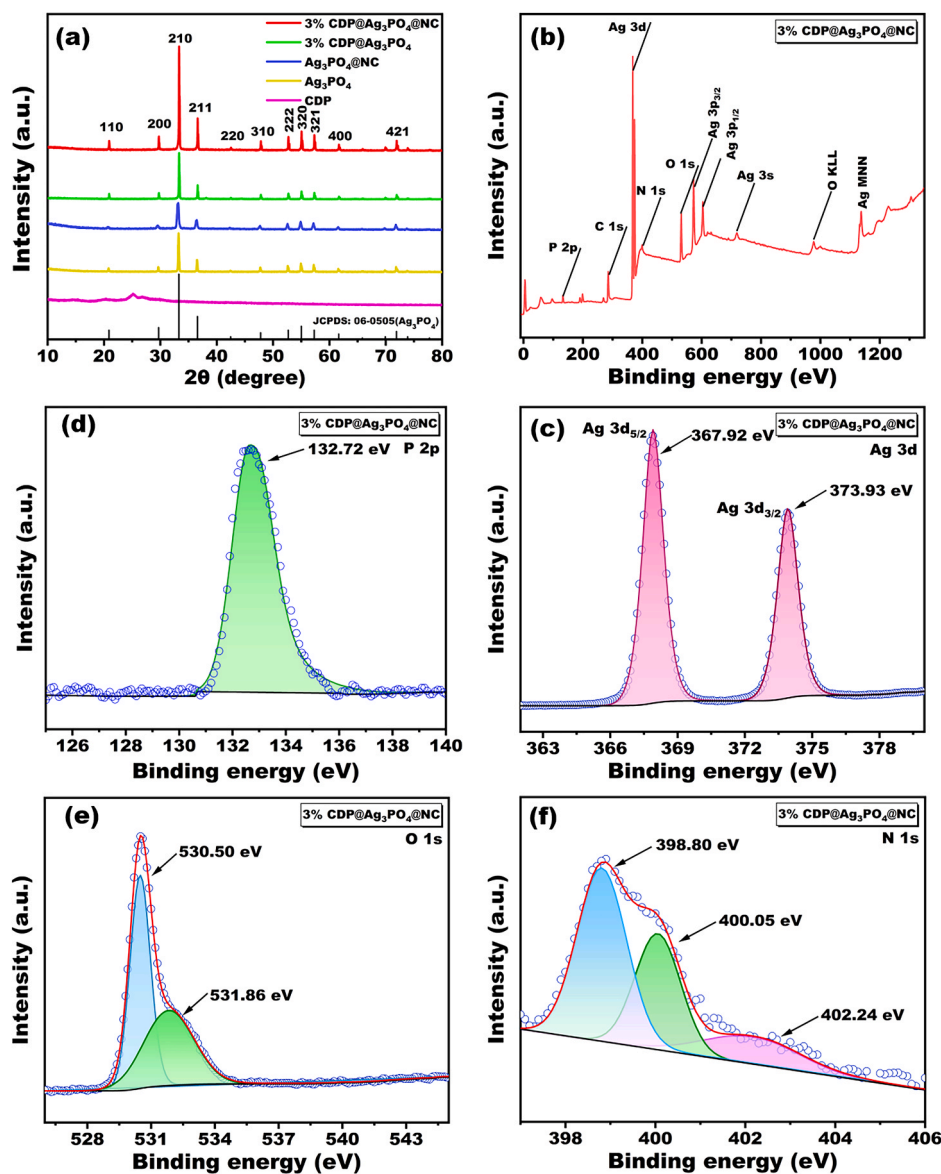 (a)
3% CDP@Ag₃PO₄@NC
3% CDP@Ag₃PO₄
Ag₃PO₄@NC
Ag₃PO₄
CDP
110
200
210
211
220
310
222
320
321
400
421
JCPDS: 06-0505(Ag₃PO₄)
10 20 30 40 50 60 70 80
2θ (degree)
Intensity (a.u.)
(b)
3% CDP@Ag₃PO₄@NC
P 2p
C 1s
Ag 3d
N 1s
O 1s
Ag 3p₃/₂
Ag 3p₁/₂
Ag 3s
O KLL
Ag MNN
0 200 400 600 800 1000 1200
Binding energy (eV)
Intensity (a.u.)
(d)
3% CDP@Ag₃PO₄@NC
P 2p
132.72 eV
126 128 130 132 134 136 138 140
Binding energy (eV)
Intensity (a.u.)
(c)
3% CDP@Ag₃PO₄@NC
Ag 3d
Ag 3d₅/₂
367.92 eV
Ag 3d₃/₂
373.93 eV
363 366 369 372 375 378
Binding energy (eV)
Intensity (a.u.)
(e)
3% CDP@Ag₃PO₄@NC
O 1s
530.50 eV
531.86 eV
528 531 534 537 540 543
Binding energy (eV)
Intensity (a.u.)
(f)
3% CDP@Ag₃PO₄@NC
N 1s
398.80 eV
400.05 eV
402.24 eV
398 400 402 404 406
Binding energy (eV)
Intensity (a.u.)